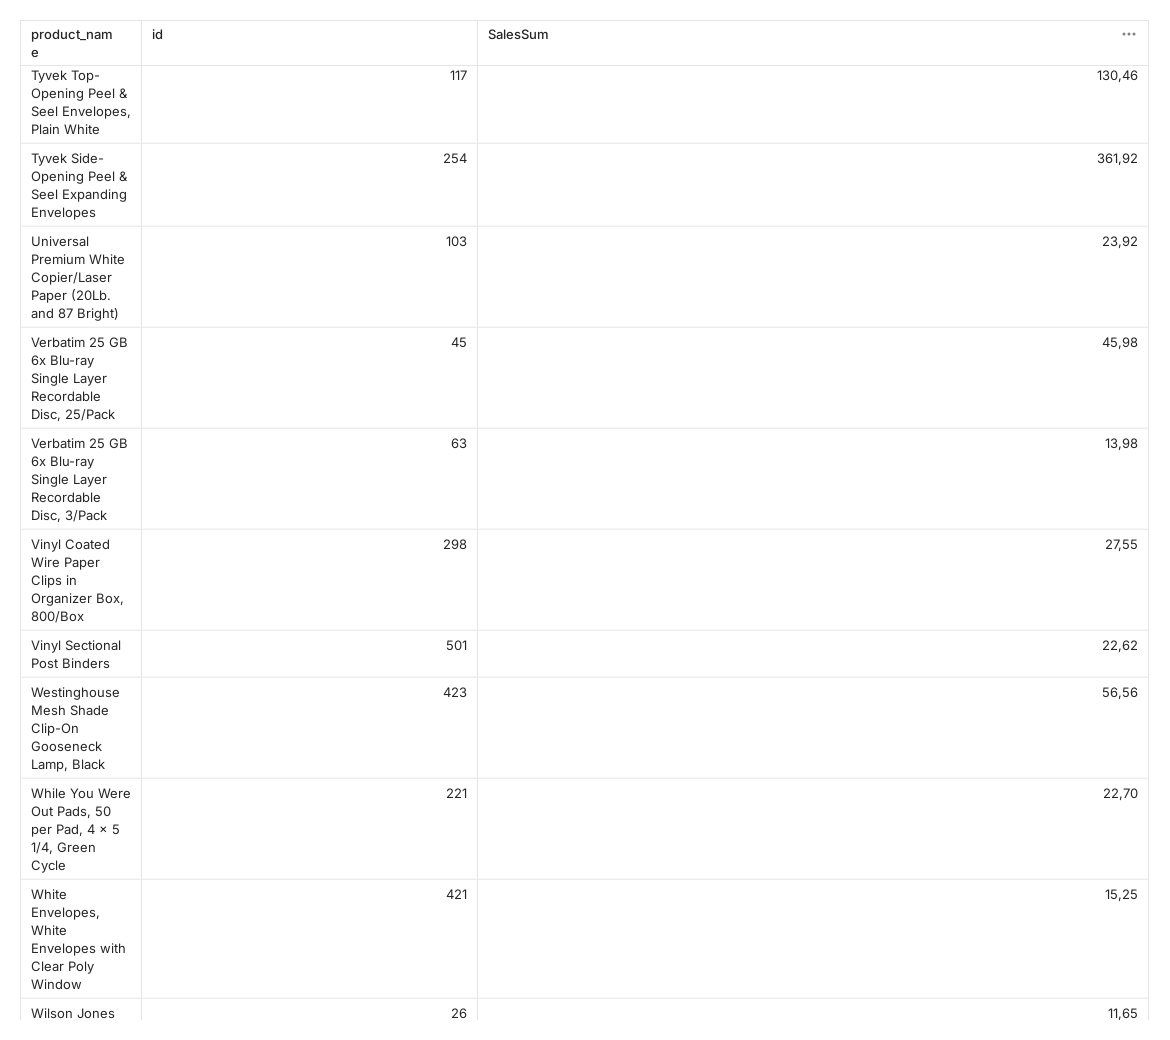 product_nam
e
id
SalesSum
Tyvek Top-
Opening Peel &
Seel Envelopes,
Plain White
117
130,46
Tyvek Side-
Opening Peel &
Seel Expanding
Envelopes
254
361,92
Universal
Premium White
Copier/Laser
Paper (20Lb.
and 87 Bright)
103
23,92
Verbatim 25 GB
6x Blu-ray
Single Layer
Recordable
Disc, 25/Pack
45
45,98
Verbatim 25 GB
6x Blu-ray
Single Layer
Recordable
Disc, 3/Pack
63
13,98
Vinyl Coated
Wire Paper
Clips in
Organizer Box,
800/Box
298
27,55
Vinyl Sectional
Post Binders
501
22,62
Westinghouse
Mesh Shade
Clip-On
Gooseneck
Lamp, Black
423
56,56
While You Were
Out Pads, 50
per Pad, 4 × 5
1/4, Green
Cycle
221
22,70
White
Envelopes,
White
Envelopes with
Clear Poly
Window
421
15,25
Wilson Jones
26
11,65